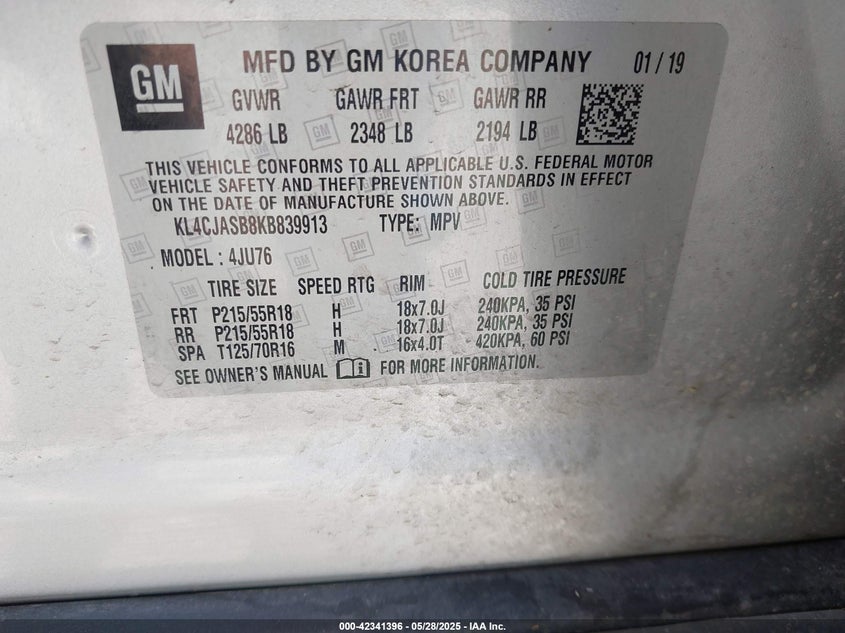 GM MFD BY GM KOREA COMPANY 01 / 19
GVWR GAWR FRT GAWR RR
4286 LB 2348 LB 2194 LB
THIS VEHICLE CONFORMS TO ALL APPLICABLE U.S. FEDERAL MOTOR
VEHICLE SAFETY AND THEFT PREVENTION STANDARDS IN EFFECT
ON THE DATE OF MANUFACTURE SHOWN ABOVE.
KL4CJASB8KB839913 TYPE: MPV
MODEL : 4JU76
TIRE SIZE SPEED RTG RIM COLD TIRE PRESSURE
FRT P215/55R18 H 18x7.0J 240KPA, 35 PSI
RR P215/55R18 H 18x7.0J 240KPA, 35 PSI
SPA T125/70R16 M 16x4.0T 420KPA, 60 PSI
SEE OWNER'S MANUAL FOR MORE INFORMATION.
000-42341396 - 05/28/2025 - IAA Inc.